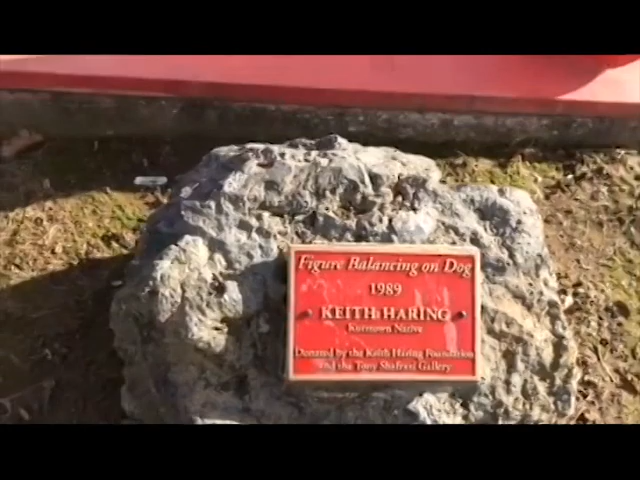 Figure Balancing on Dog
1989
KEITH HARING
Kutztown Native
Donated by the Keith Haring Foundation
and the Tony Shafrazi Gallery